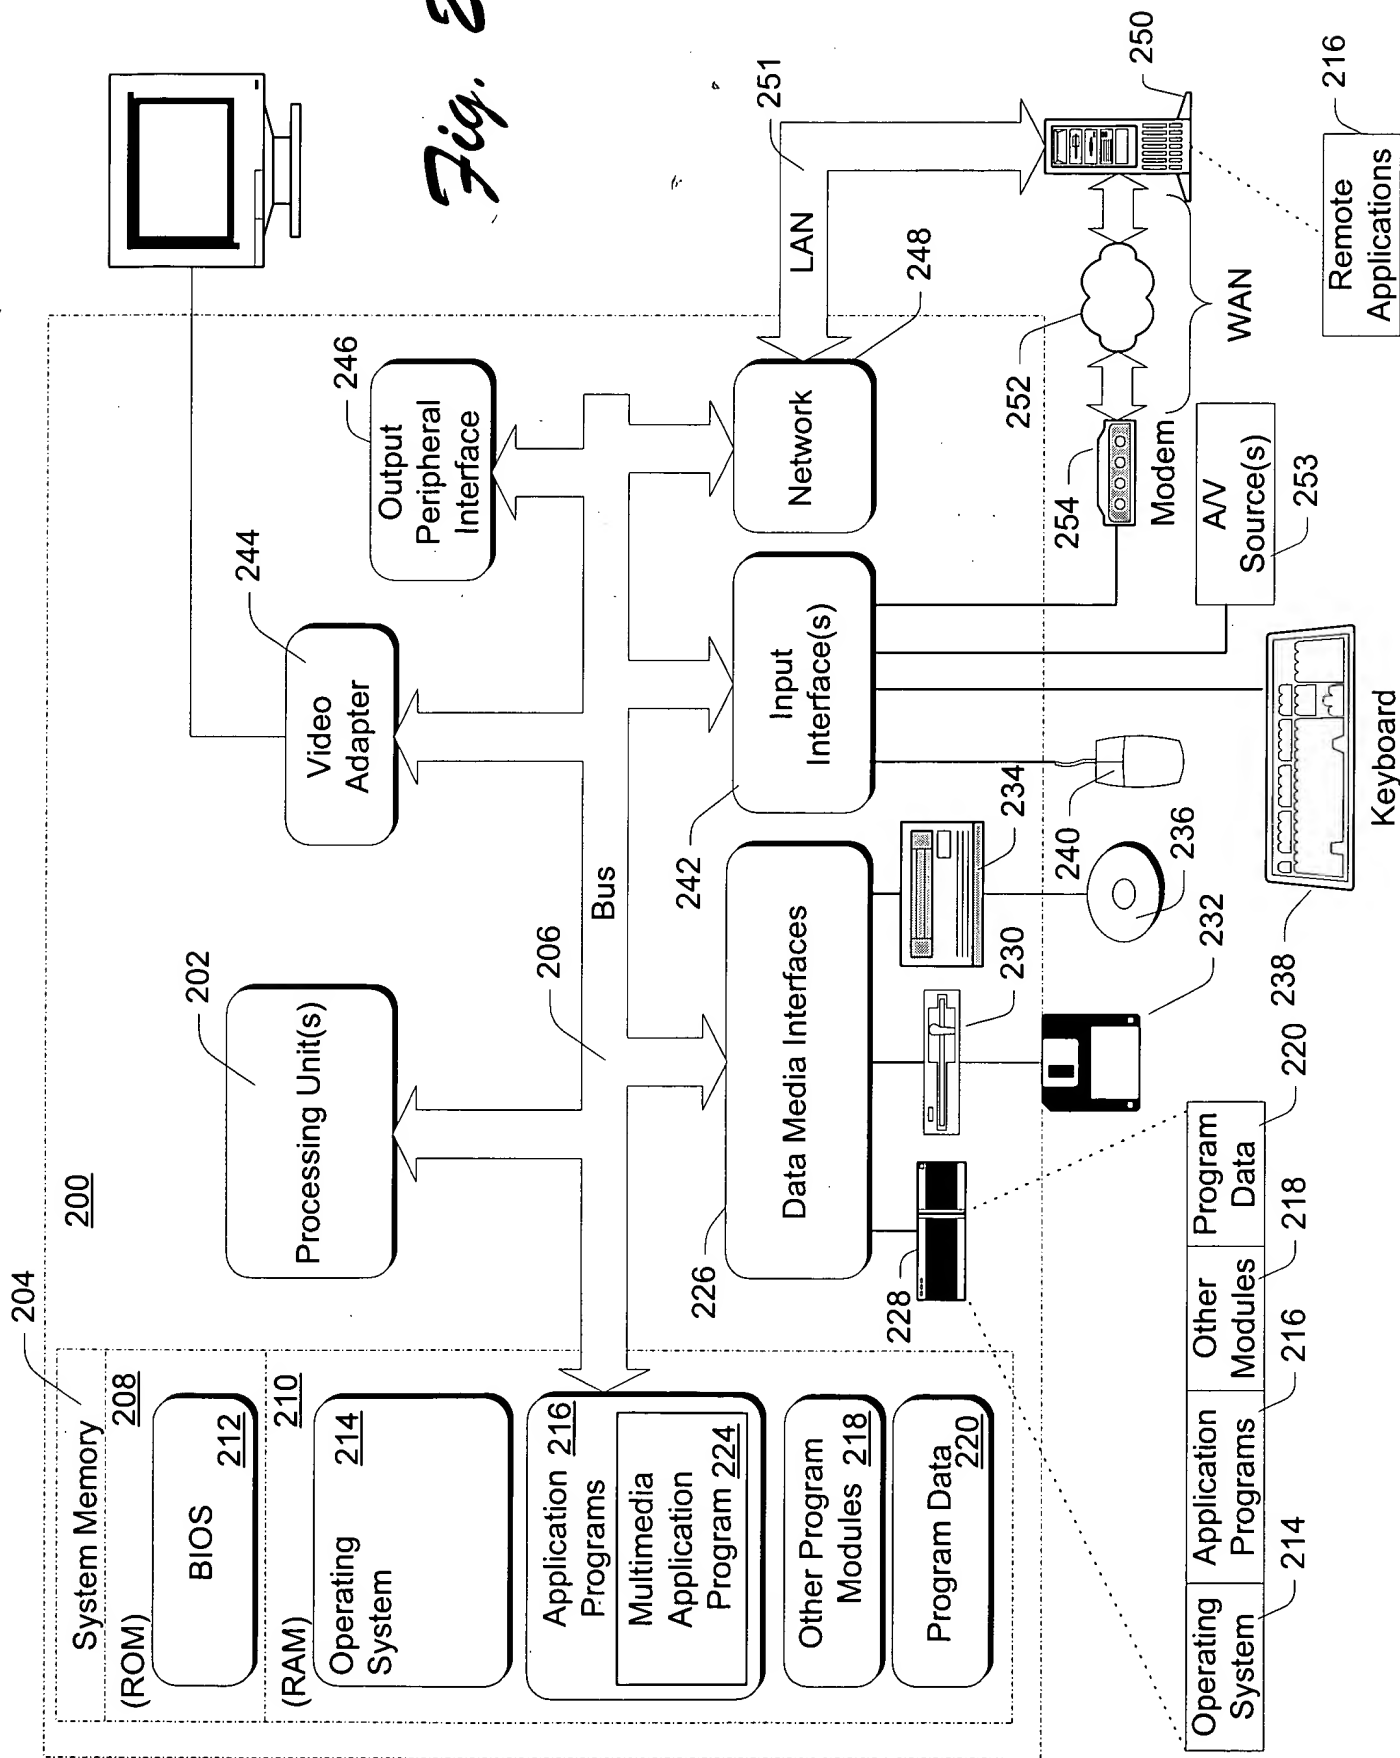 204
200
System Memory
(ROM) 208
BIOS
212
(RAM) 210
Operating
System
214
Application 216
Programs
Multimedia
Application
Program 224
Other Program
Modules 218
Program Data
220
202
Processing Unit(s)
206
Bus
244
Video
Adapter
246
Output
Peripheral
Interface
Fig. 2
226
Data Media Interfaces
242
Input
Interface(s)
Network
248
LAN
251
228
230
234
232
236
240
238
Keyboard
254
Modem
252
WAN
250
A/V
Source(s)
253
Remote
Applications
216
Operating
System
214
Application
Programs
216
Other
Modules
218
Program
Data
220